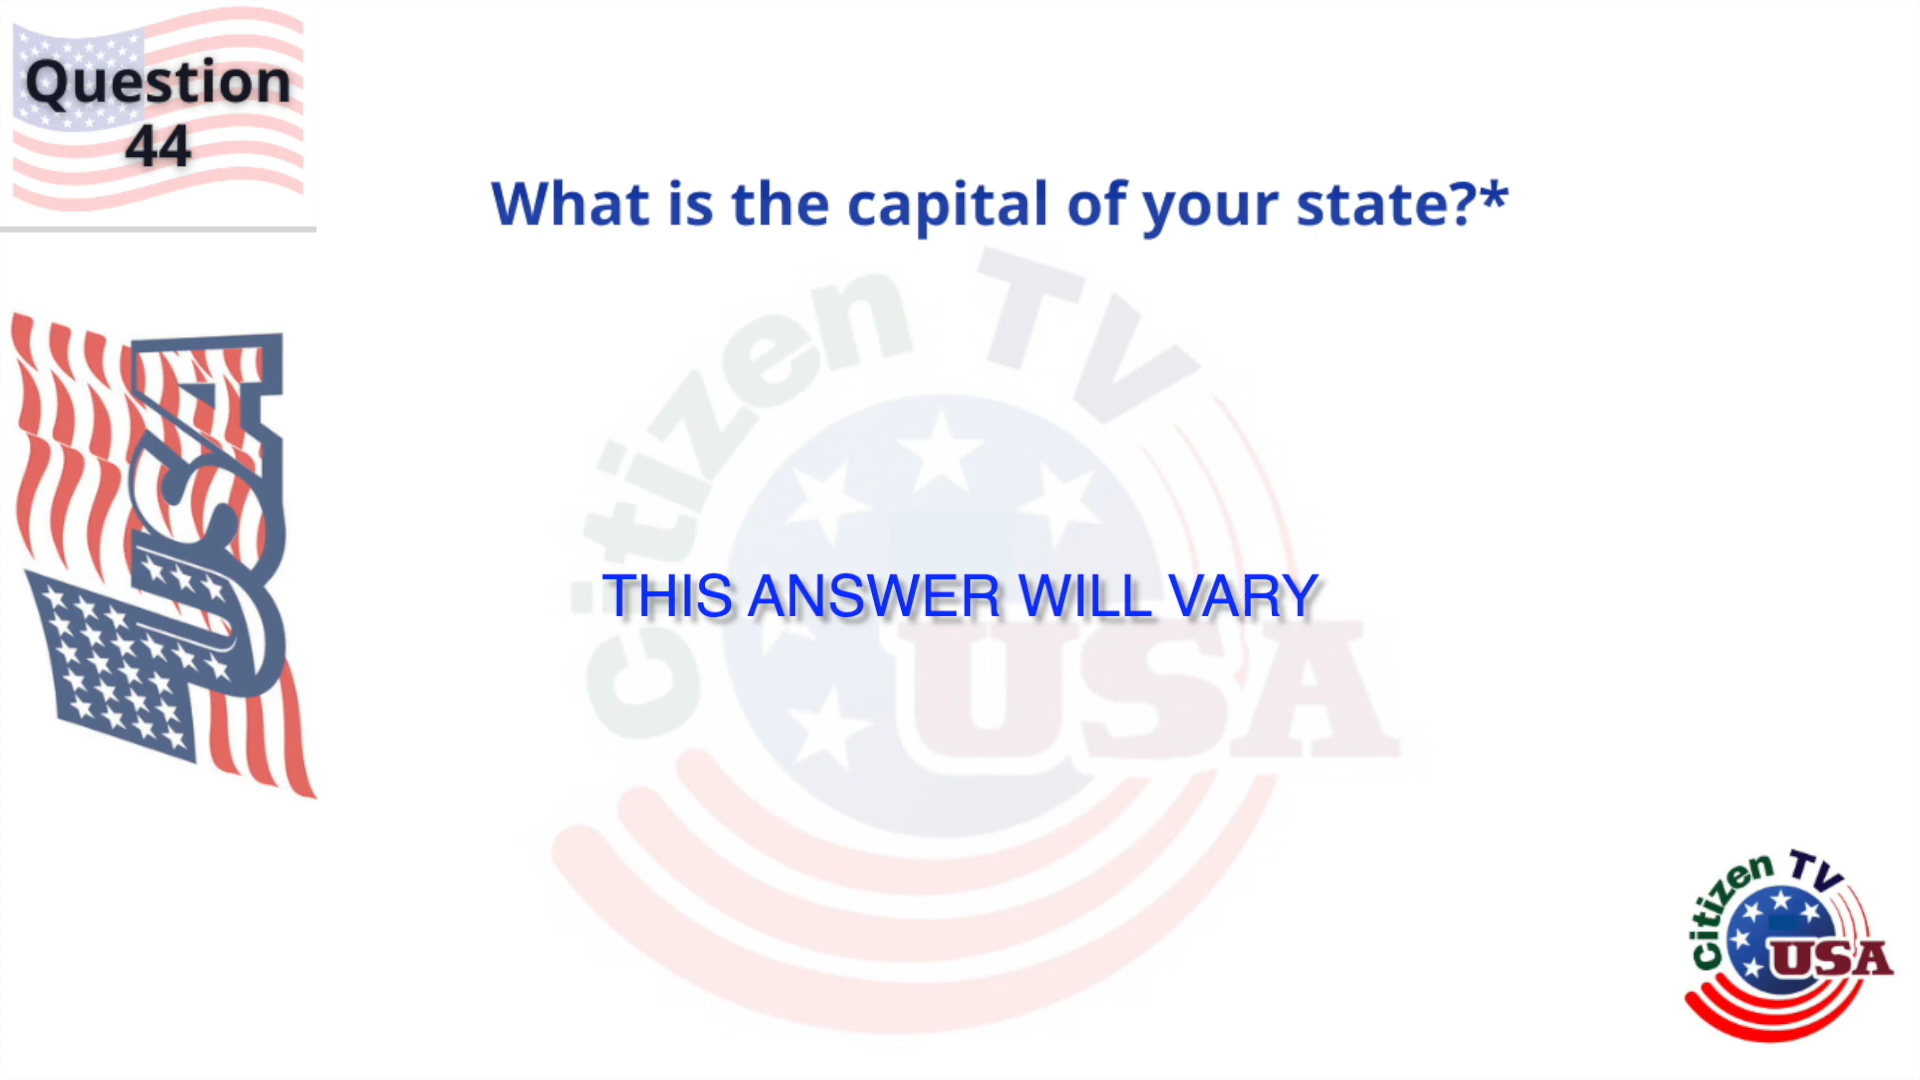 Question
44
What is the capital of your state?*
USA
THIS ANSWER WILL VARY
citizen TV
USA
citizen TV
USA